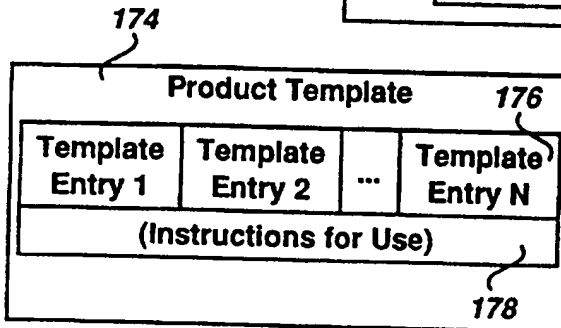 174
Product Template
176
Template Entry 1
Template Entry 2
...
Template Entry N
(Instructions for Use)
178